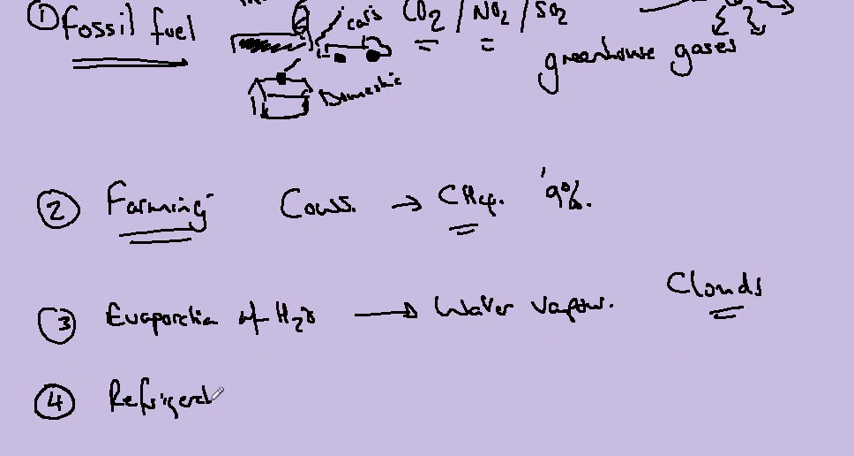 ① Fossil fuel
cars
CO2 / NO2 / SO2
greenhouse gases
Domestic
② Farming Cows. → CH4. 9%.
③ Evaporation of H2O → Water vapour. Clouds
④ Refrigerat